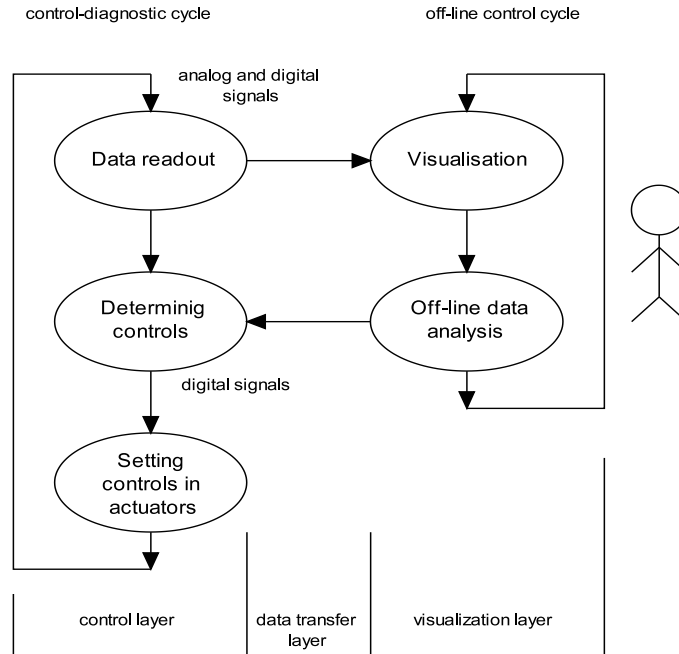 control-diagnostic cycle
off-line control cycle
analog and digital
signals
Data readout
Visualisation
Determinig
controls
Off-line data
analysis
digital signals
Setting
controls in
actuators
control layer
data transfer
layer
visualization layer